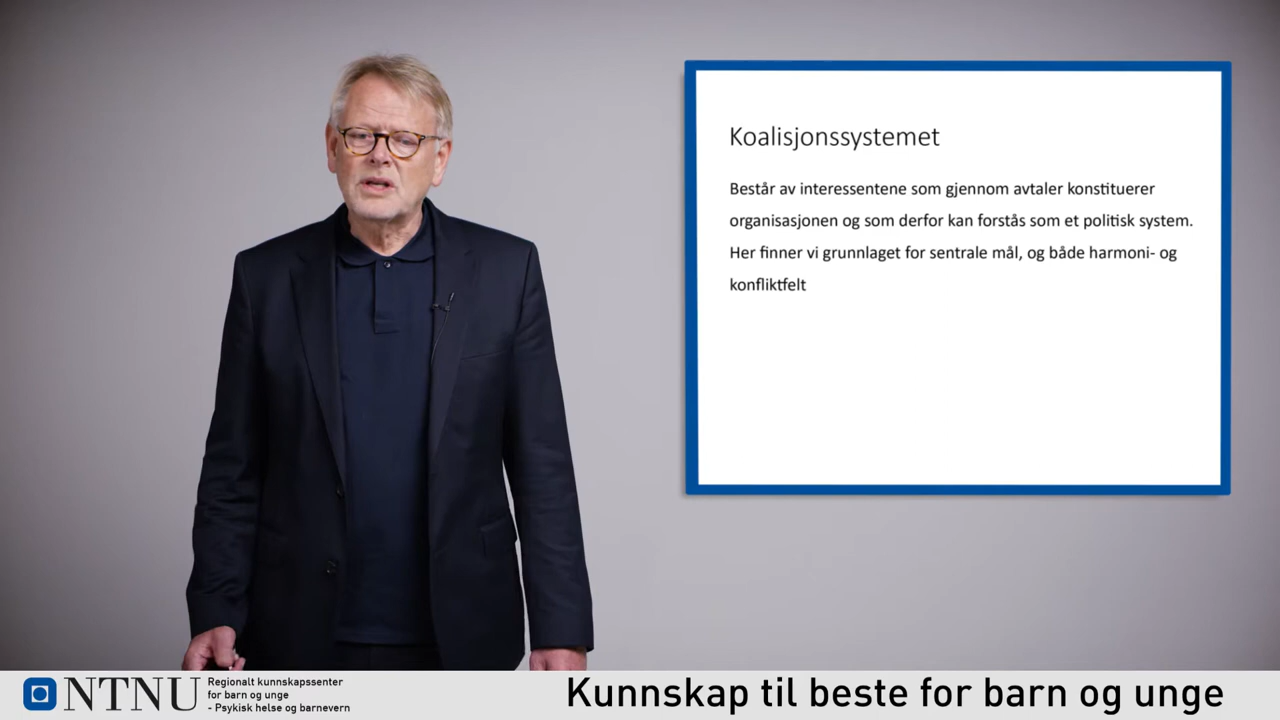 Koalisjonssystemet
Består av interessentene som gjennom avtaler konstituerer
organisasjonen og som derfor kan forstås som et politisk system.
Her finner vi grunnlaget for sentrale mål, og både harmoni- og
konfliktfelt
NTNU
Regionalt kunnskapssenter
for barn og unge
- Psykisk helse og barnevern
Kunnskap til beste for barn og unge